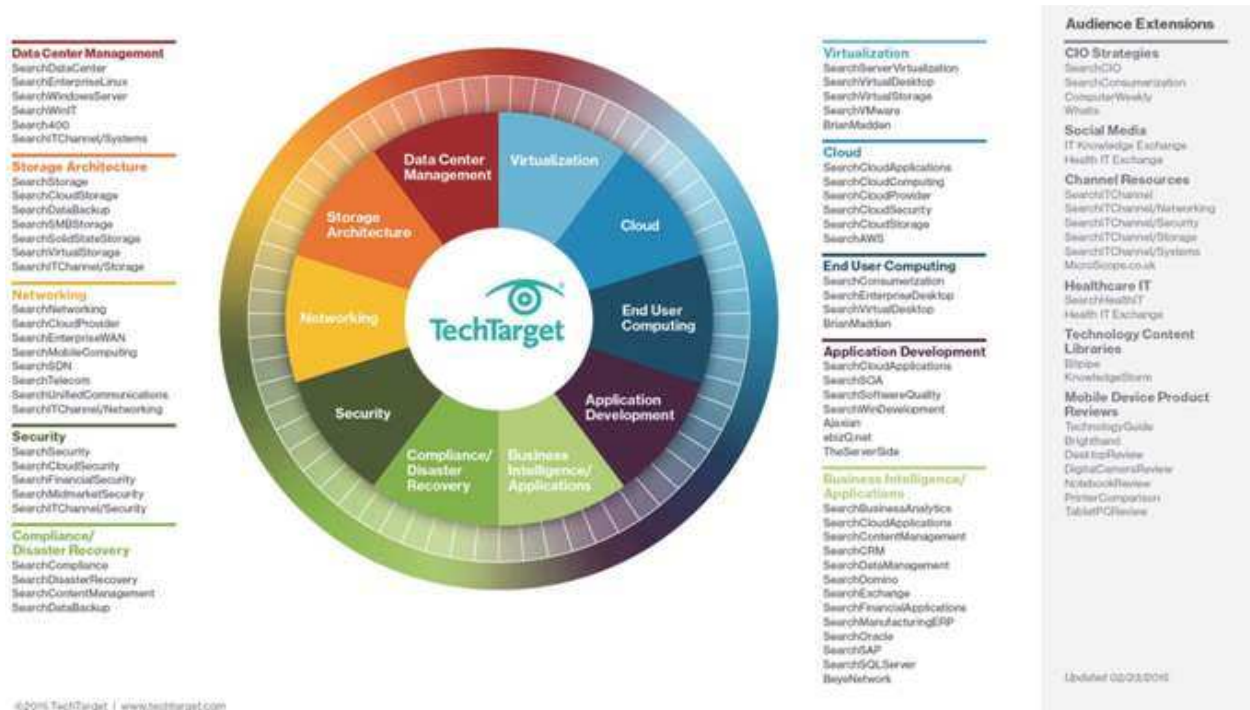 Data Center Management
SearchDataCenter
SearchEnterpriseLinux
SearchWindowsServer
SearchWinIT
Search400
SearchITChannel/Systems
Storage Architecture
SearchStorage
SearchCloudStorage
SearchDataBackup
SearchSMBStorage
SearchSolidStateStorage
SearchVirtualStorage
SearchITChannel/Storage
Networking
SearchNetworking
SearchCloudProvider
SearchEnterpriseWAN
SearchMobileComputing
SearchSDN
SearchTelecom
SearchUnifiedCommunications
SearchITChannel/Networking
Security
SearchSecurity
SearchCloudSecurity
SearchFinancialSecurity
SearchMidmarketSecurity
SearchITChannel/Security
Compliance/
Disaster Recovery
SearchCompliance
SearchDisasterRecovery
SearchContentManagement
SearchDataBackup
Data Center
Management
Virtualization
Storage
Architecture
Cloud
Networking
End User
Computing
Security
Application
Development
Compliance/
Disaster
Recovery
Business
Intelligence/
Applications
TechTarget
®
Virtualization
SearchServerVirtualization
SearchVirtualDesktop
SearchVirtualStorage
SearchVMware
BrianMadden
Cloud
SearchCloudApplications
SearchCloudComputing
SearchCloudProvider
SearchCloudSecurity
SearchCloudStorage
SearchAWS
End User Computing
SearchConsumerization
SearchEnterpriseDesktop
SearchVirtualDesktop
BrianMadden
Application Development
SearchCloudApplications
SearchSOA
SearchSoftwareQuality
SearchWinDevelopment
Ajaxian
ebizQ.net
TheServerSide
Business Intelligence/
Applications
SearchBusinessAnalytics
SearchCloudApplications
SearchContentManagement
SearchCRM
SearchDataManagement
SearchDomino
SearchExchange
SearchFinancialApplications
SearchManufacturingERP
SearchOracle
SearchSAP
SearchSQLServer
BeyeNetwork
Audience Extensions
CIO Strategies
SearchCIO
SearchConsumerization
ComputerWeekly
WhatIs
Social Media
IT Knowledge Exchange
Health IT Exchange
Channel Resources
SearchITChannel
SearchITChannel/Networking
SearchITChannel/Security
SearchITChannel/Storage
SearchITChannel/Systems
MicroScope.co.uk
Healthcare IT
SearchHealthIT
Health IT Exchange
Technology Content
Libraries
Bitpipe
KnowledgeStorm
Mobile Device Product
Reviews
TechnologyGuide
Brighthand
DesktopReview
DigitalCameraReview
NotebookReview
PrinterComparison
TabletPCReview
Updated 02/23/2015
©2015 TechTarget | www.techtarget.com